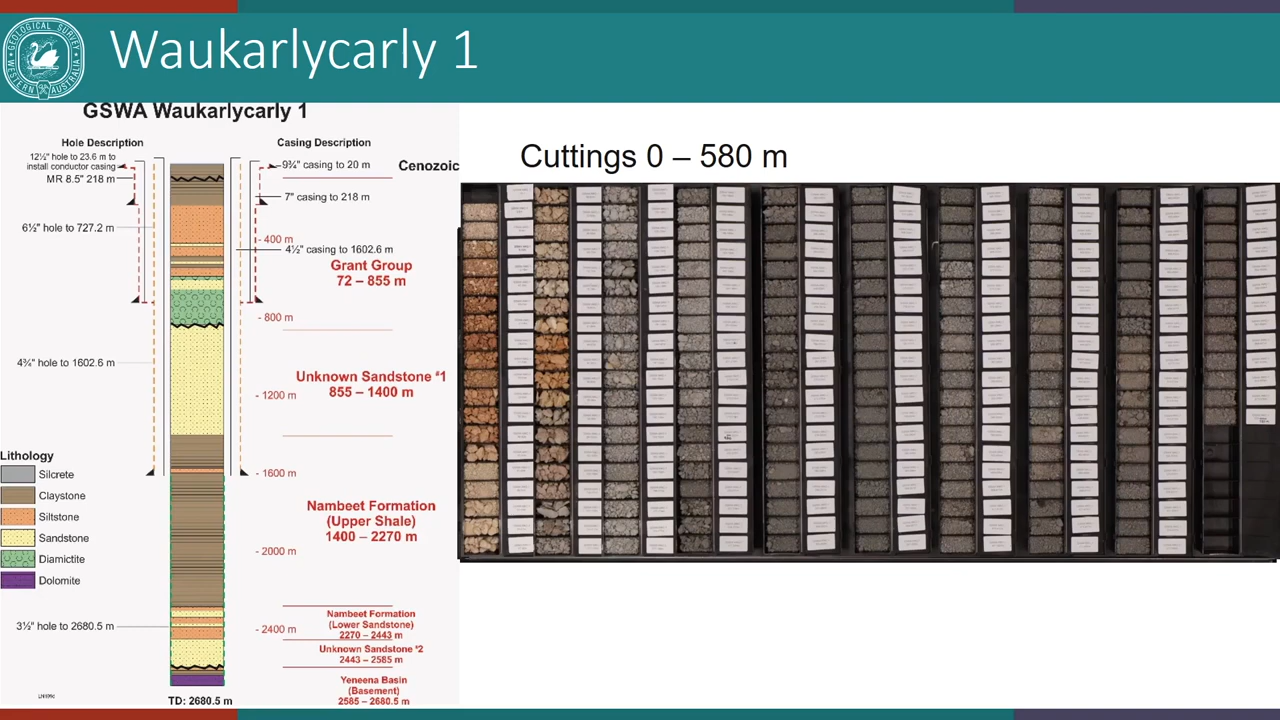 GEOLOGICAL SURVEY
WESTERN AUSTRALIA
Waukarlycarly 1
GSWA Waukarlycarly 1
Hole Description
12½" hole to 23.6 m to
install conductor casing
MR 8.5" 218 m
6½" hole to 727.2 m
4¾" hole to 1602.6 m
3½" hole to 2680.5 m
Casing Description
9¾" casing to 20 m
7" casing to 218 m
4½" casing to 1602.6 m
Cenozoic
- 400 m
Grant Group
72 – 855 m
- 800 m
Unknown Sandstone #1
855 – 1400 m
- 1200 m
- 1600 m
Nambeet Formation
(Upper Shale)
1400 – 2270 m
- 2000 m
Nambeet Formation
(Lower Sandstone)
2270 – 2443 m
- 2400 m
Unknown Sandstone #2
2443 – 2585 m
Yeneena Basin
(Basement)
2585 – 2680.5 m
TD: 2680.5 m
Lithology
Silcrete
Claystone
Siltstone
Sandstone
Diamictite
Dolomite
Cuttings 0 – 580 m